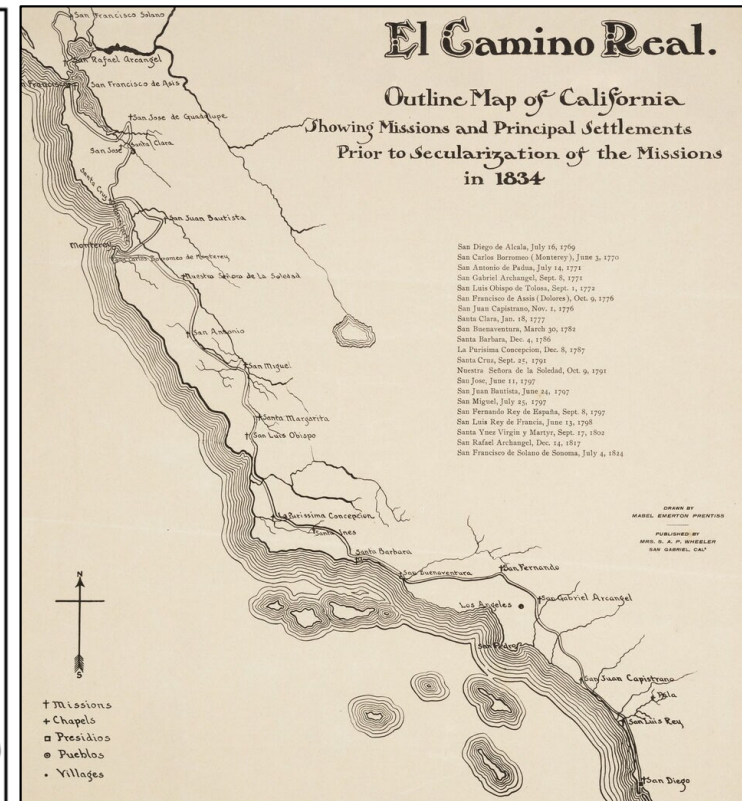 El Camino Real.
Outline Map of California
Showing Missions and Principal Settlements
Prior to Secularization of the Missions
in 1834
San Diego de Alcala, July 16, 1769
San Carlos Borromeo (Monterey), June 3, 1770
San Antonio de Padua, July 14, 1771
San Gabriel Archangel, Sept. 8, 1771
San Luis Obispo de Tolosa, Sept. 1, 1772
San Francisco de Assis (Dolores), Oct. 9, 1776
San Juan Capistrano, Nov. 1, 1776
Santa Clara, Jan. 18, 1777
San Buenaventura, March 30, 1782
Santa Barbara, Dec. 4, 1786
La Purisima Concepcion, Dec. 8, 1787
Santa Cruz, Sept. 25, 1791
Nuestra Señora de la Soledad, Oct. 9, 1791
San Jose, June 11, 1797
San Juan Bautista, June 24, 1797
San Miguel, July 25, 1797
San Fernando Rey de España, Sept. 8, 1797
San Luis Rey de Francia, June 13, 1798
Santa Ynez Virgin y Martyr, Sept. 17, 1802
San Rafael Archangel, Dec. 14, 1817
San Francisco de Solano de Sonoma, July 4, 1824
DRAWN BY
MABEL EMERTON PRENTISS
PUBLISHED BY
MRS. S. A. P. WHEELER
SAN GABRIEL, CAL
San Francisco Solano
San Rafael Arcangel
San Francisco de Asis
San Jose de Guadalupe
Santa Clara
San Jose
Santa Cruz
San Juan Bautista
Monterey
San Carlos Borromeo de Monterey
Nuestra Señora de La Soledad
San Antonio
San Miguel
Santa Margarita
San Luis Obispo
La Purissima Concepcion
Santa Ines
Santa Barbara
San Buenaventura
San Fernando
Los Angeles
San Gabriel Arcangel
San Pedro
San Juan Capistrano
Pala
San Luis Rey
San Diego
N
S
Missions
Chapels
Presidios
Pueblos
Villages